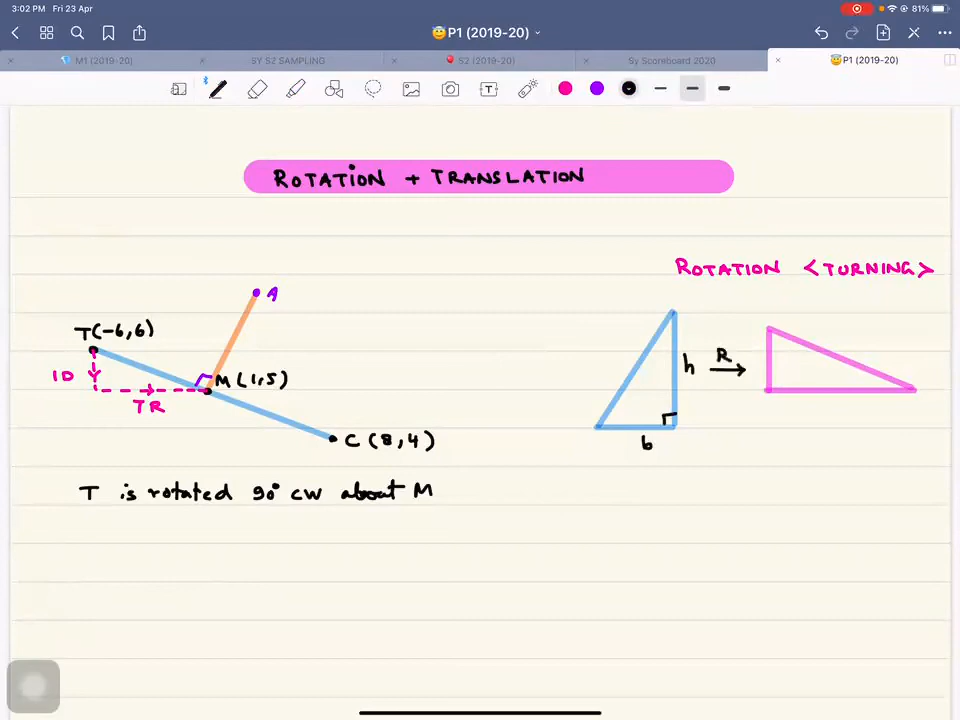 3:02 PM Fri 23 Apr
81%
😇P1 (2019-20)
M1 (2019-20)
SY S2 SAMPLING
S2 (2019-20)
Sy Scoreboard 2020
😇P1 (2019-20)
ROTATION + TRANSLATION
ROTATION <TURNING>
A
T(-6,6)
1D
M(1,5)
7R
C(8,4)
h
R
b
T is rotated 90° cw about M